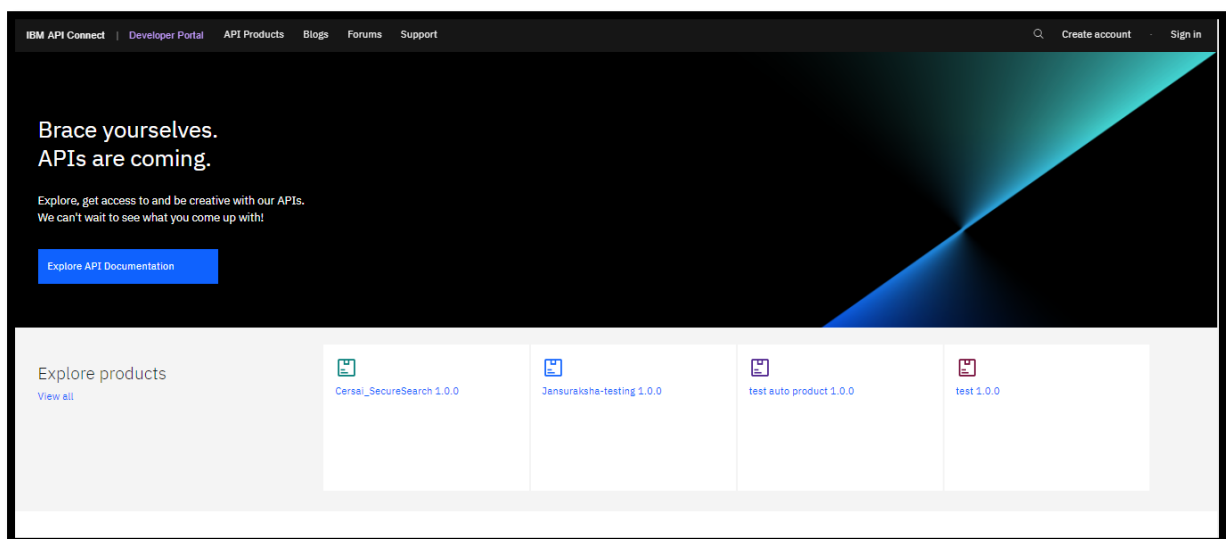 IBM API Connect | Developer Portal API Products Blogs Forums Support Create account · Sign in
Brace yourselves.
APIs are coming.
Explore, get access to and be creative with our APIs.
We can't wait to see what you come up with!
Explore API Documentation
Explore products
View all
Cersai_SecureSearch 1.0.0
Jansuraksha-testing 1.0.0
test auto product 1.0.0
test 1.0.0